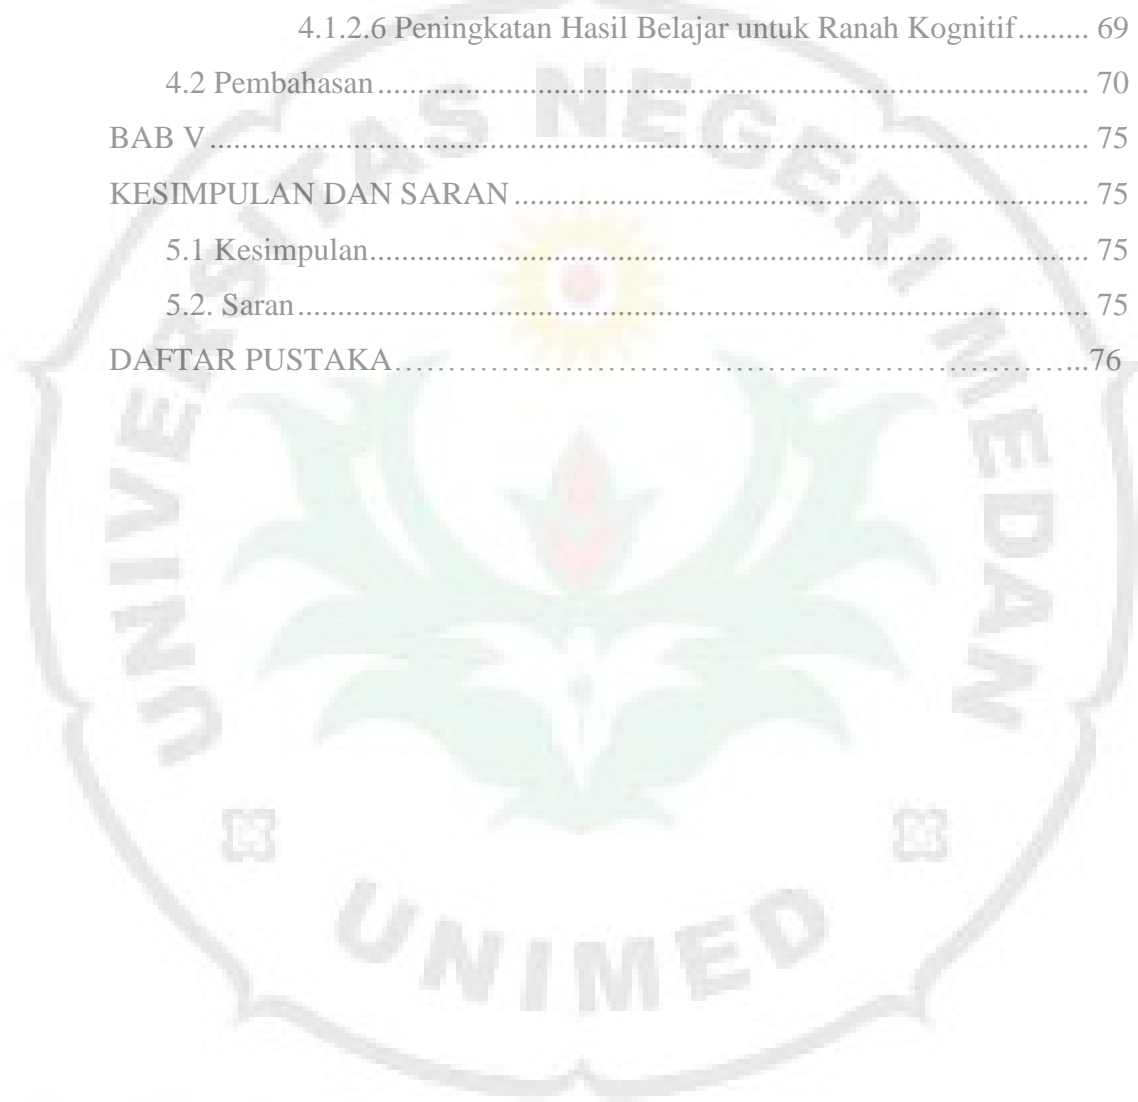 4.1.2.6 Peningkatan Hasil Belajar untuk Ranah Kognitif......... 69
4.2 Pembahasan......................................................................................... 70
BAB V.............................................................................................................. 75
KESIMPULAN DAN SARAN........................................................................ 75
5.1 Kesimpulan.......................................................................................... 75
5.2. Saran................................................................................................... 75
DAFTAR PUSTAKA……………………………………………………………...76
UNIVERSITAS NEGERI MEDAN
UNIMED